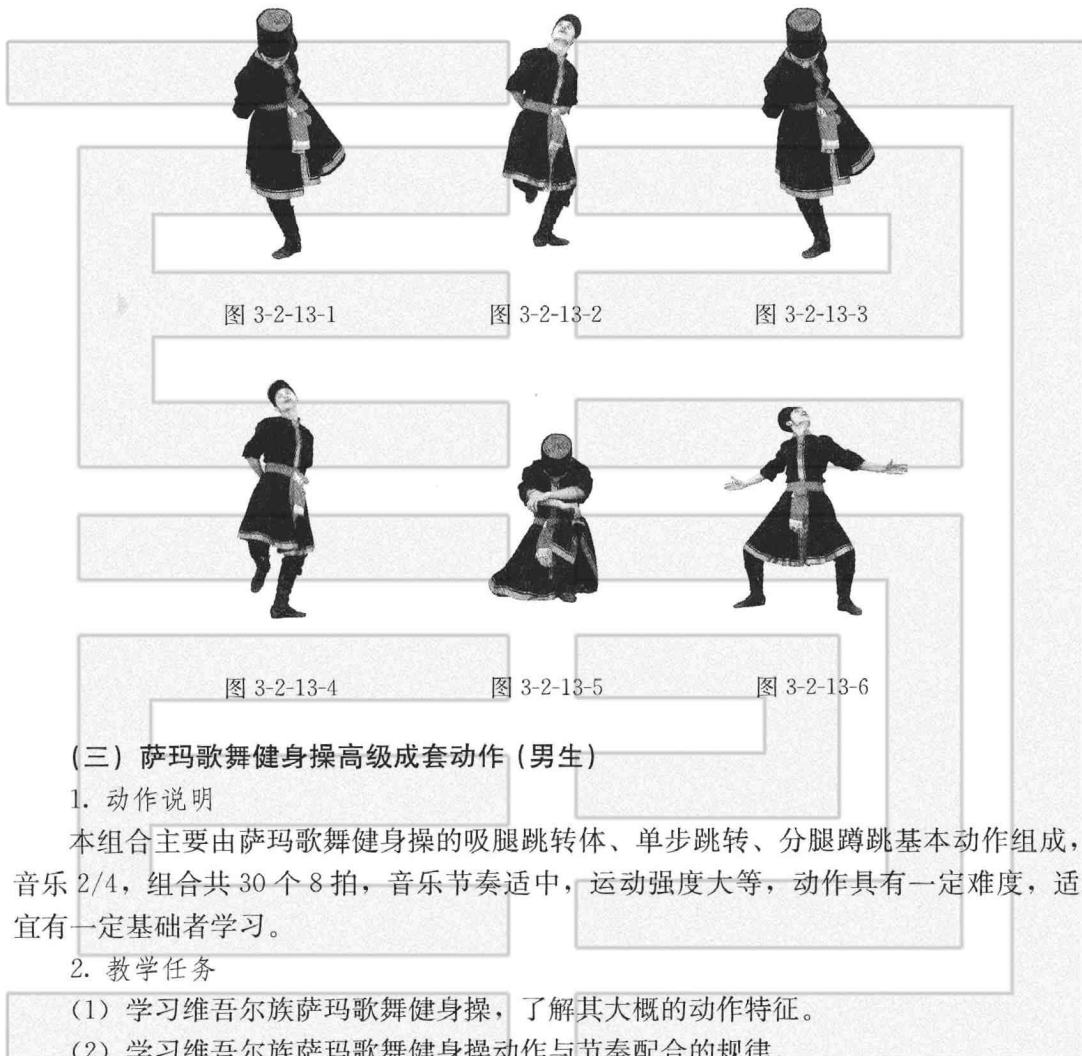 图 3-2-13-1
图 3-2-13-2
图 3-2-13-3
图 3-2-13-4
图 3-2-13-5
图 3-2-13-6
(三) 萨玛歌舞健身操高级成套动作 (男生)
1. 动作说明
本组合主要由萨玛歌舞健身操的吸腿跳转体、单步跳转、分腿蹲跳基本动作组成,
音乐 2/4, 组合共 30 个 8 拍, 音乐节奏适中, 运动强度大等, 动作具有一定难度, 适
宜有一定基础者学习。
2. 教学任务
(1) 学习维吾尔族萨玛歌舞健身操, 了解其大概的动作特征。
(2) 学习维吾尔族萨玛歌舞健身操动作与节奏配合的规律。